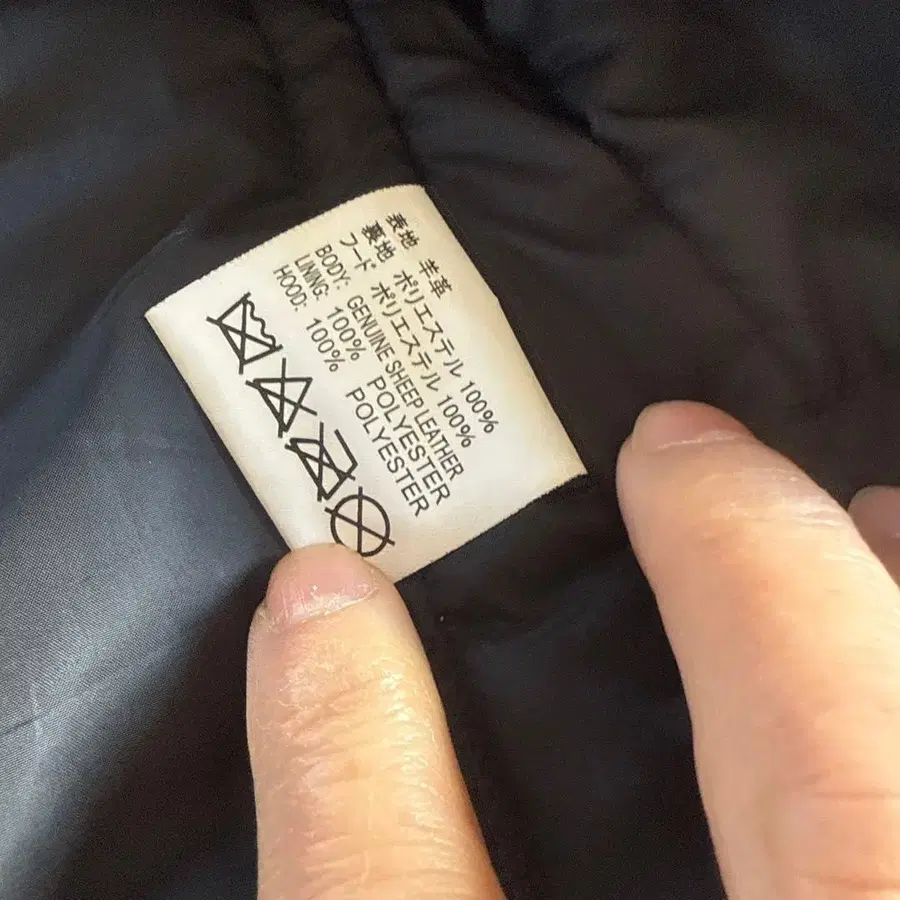 表地 羊革
裏地 ポリエステル 100%
フード ポリエステル 100%
BODY: GENUINE SHEEP LEATHER
LINING: 100% POLYESTER
HOOD: 100% POLYESTER